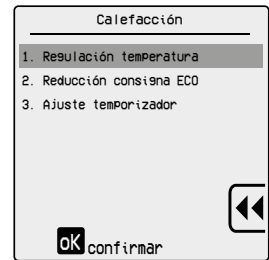 Calefacción
1. Regulación temperatura
2. Reducción consigna ECO
3. Ajuste temporizador
OK confirmar